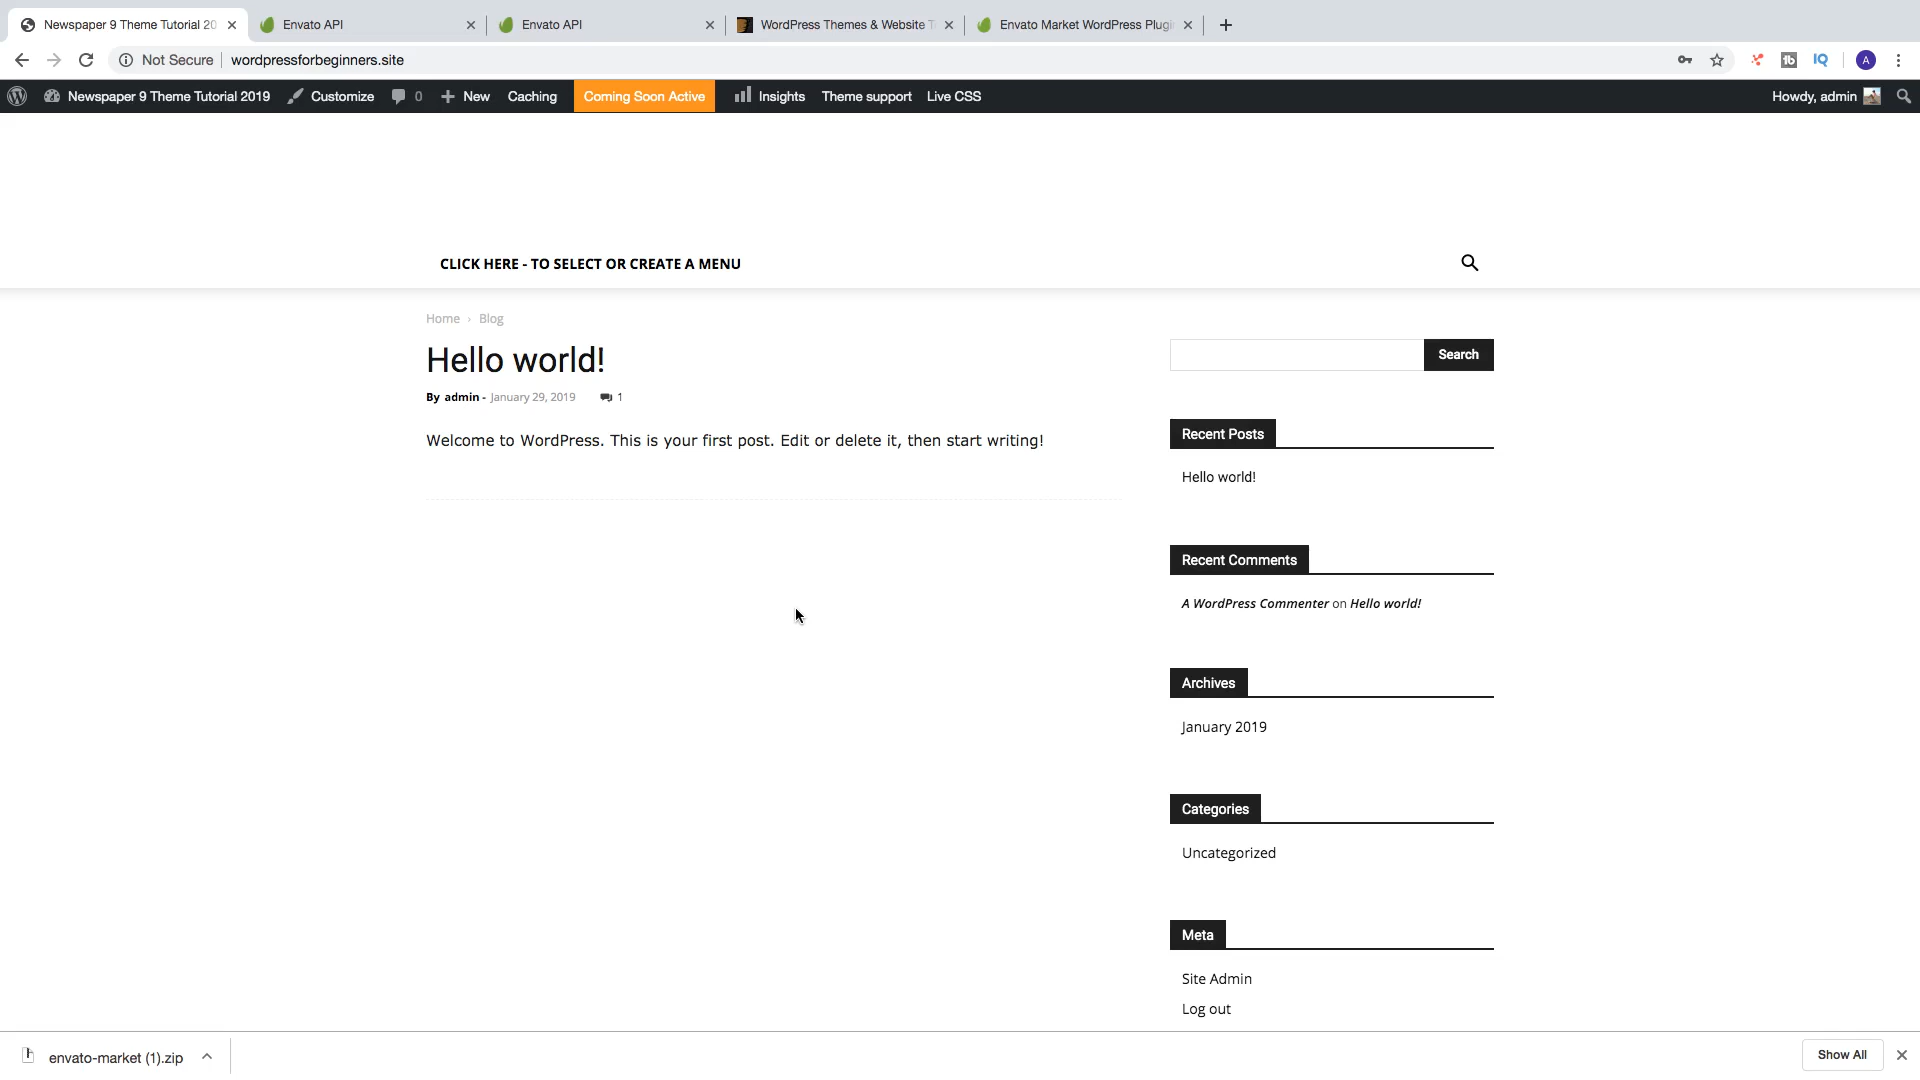 Newspaper 9 Theme Tutorial 20
Envato API
Envato API
WordPress Themes & Website T
Envato Market WordPress Plugi
Not Secure
wordpressforbeginners.site
IQ
A
Newspaper 9 Theme Tutorial 2019
Customize
0
New
Caching
Coming Soon Active
Insights
Theme support
Live CSS
Howdy, admin
CLICK HERE - TO SELECT OR CREATE A MENU
Home › Blog
Hello world!
By admin - January 29, 2019 1
Welcome to WordPress. This is your first post. Edit or delete it, then start writing!
Search
Recent Posts
Hello world!
Recent Comments
A WordPress Commenter on Hello world!
Archives
January 2019
Categories
Uncategorized
Meta
Site Admin
Log out
envato-market (1).zip
Show All